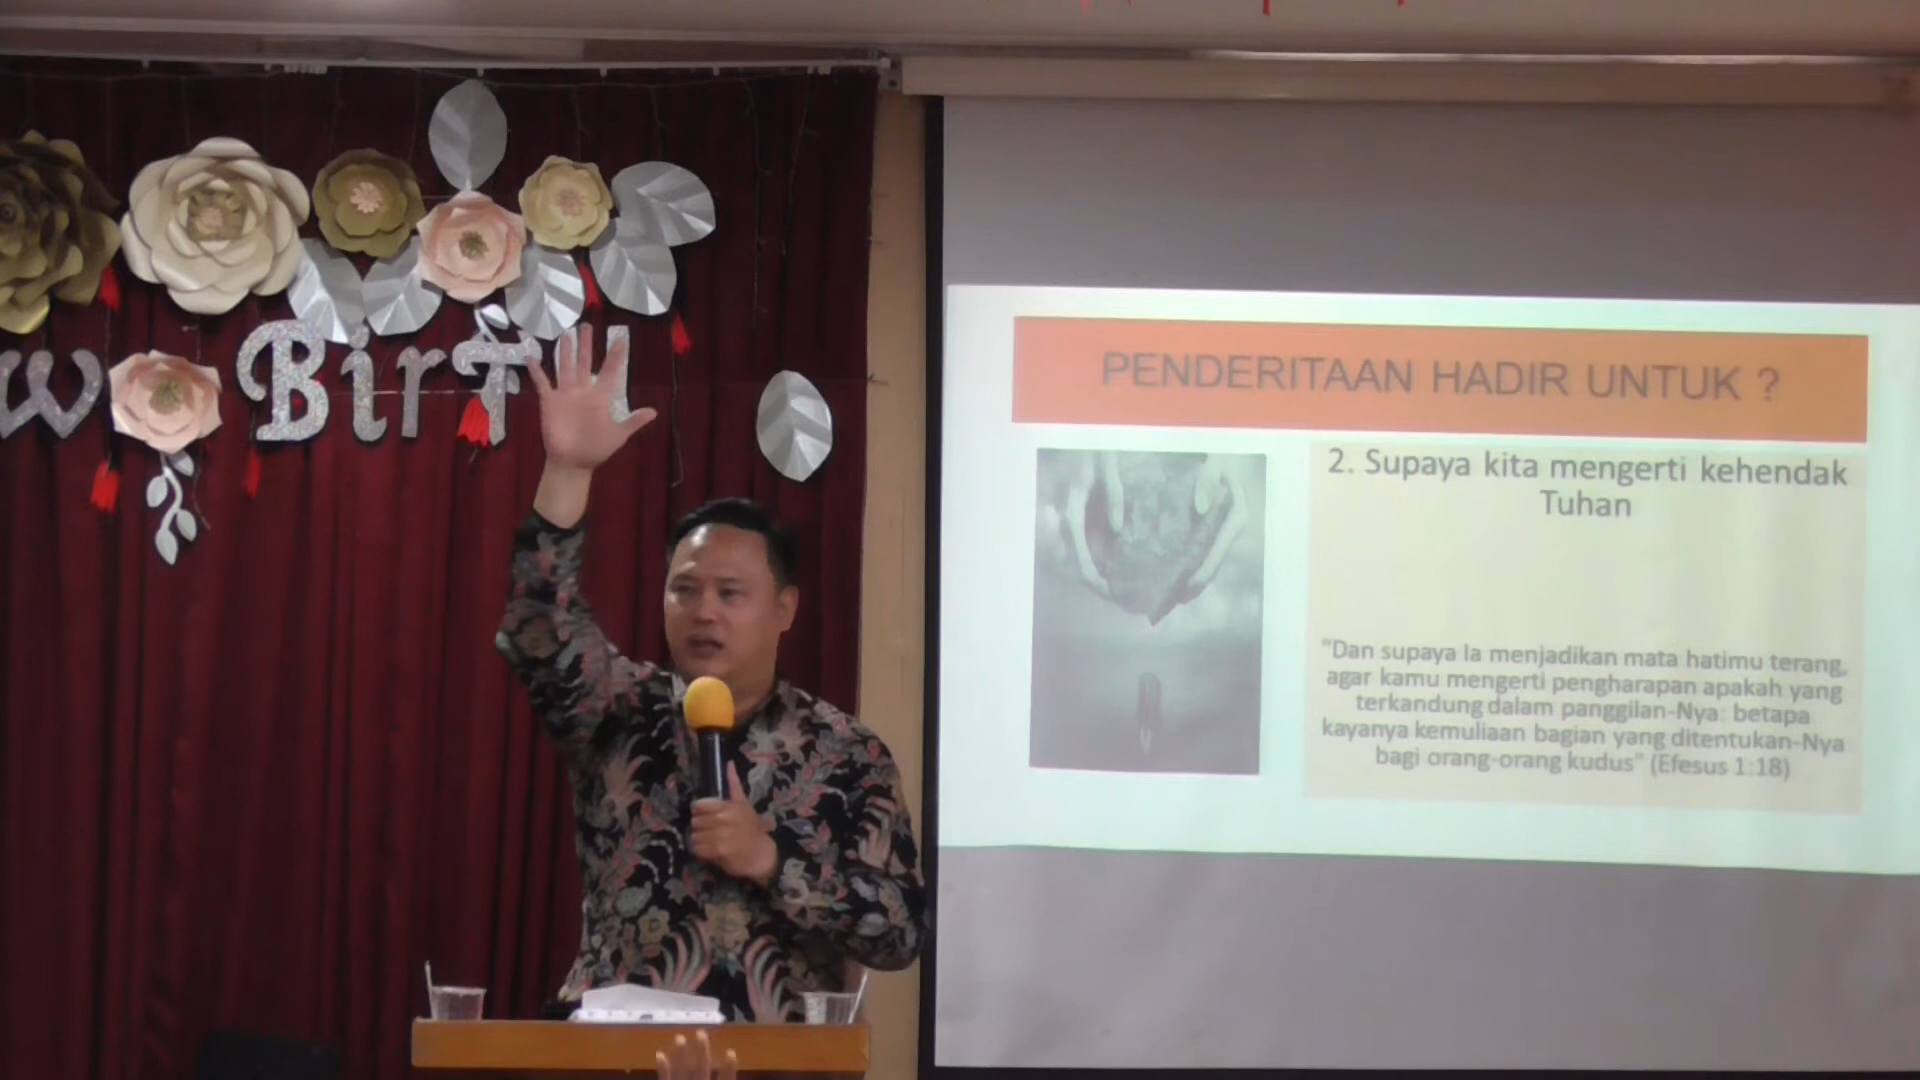 w Birth
PENDERITAAN HADIR UNTUK ?
2. Supaya kita mengerti kehendak
Tuhan
"Dan supaya Ia menjadikan mata hatimu terang,
agar kamu mengerti pengharapan apakah yang
terkandung dalam panggilan-Nya: betapa
kayanya kemuliaan bagian yang ditentukan-Nya
bagi orang-orang kudus" (Efesus 1:18)